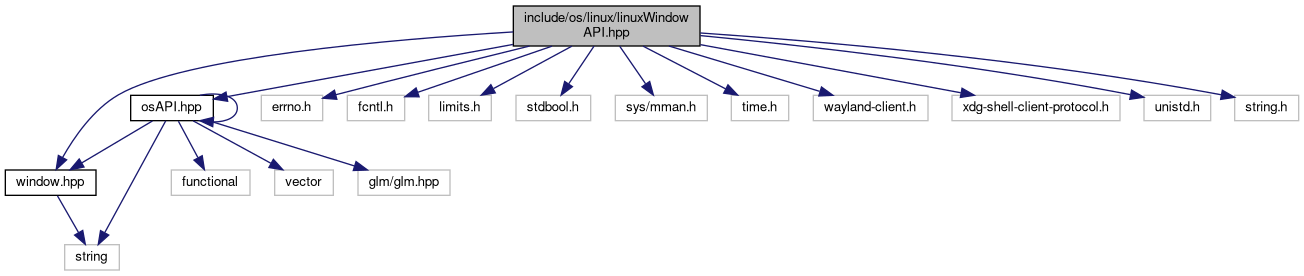 include/os/linux/linuxWindow
API.hpp
osAPI.hpp
errno.h
fcntl.h
limits.h
stdbool.h
sys/mman.h
time.h
wayland-client.h
xdg-shell-client-protocol.h
unistd.h
string.h
window.hpp
functional
vector
glm/glm.hpp
string